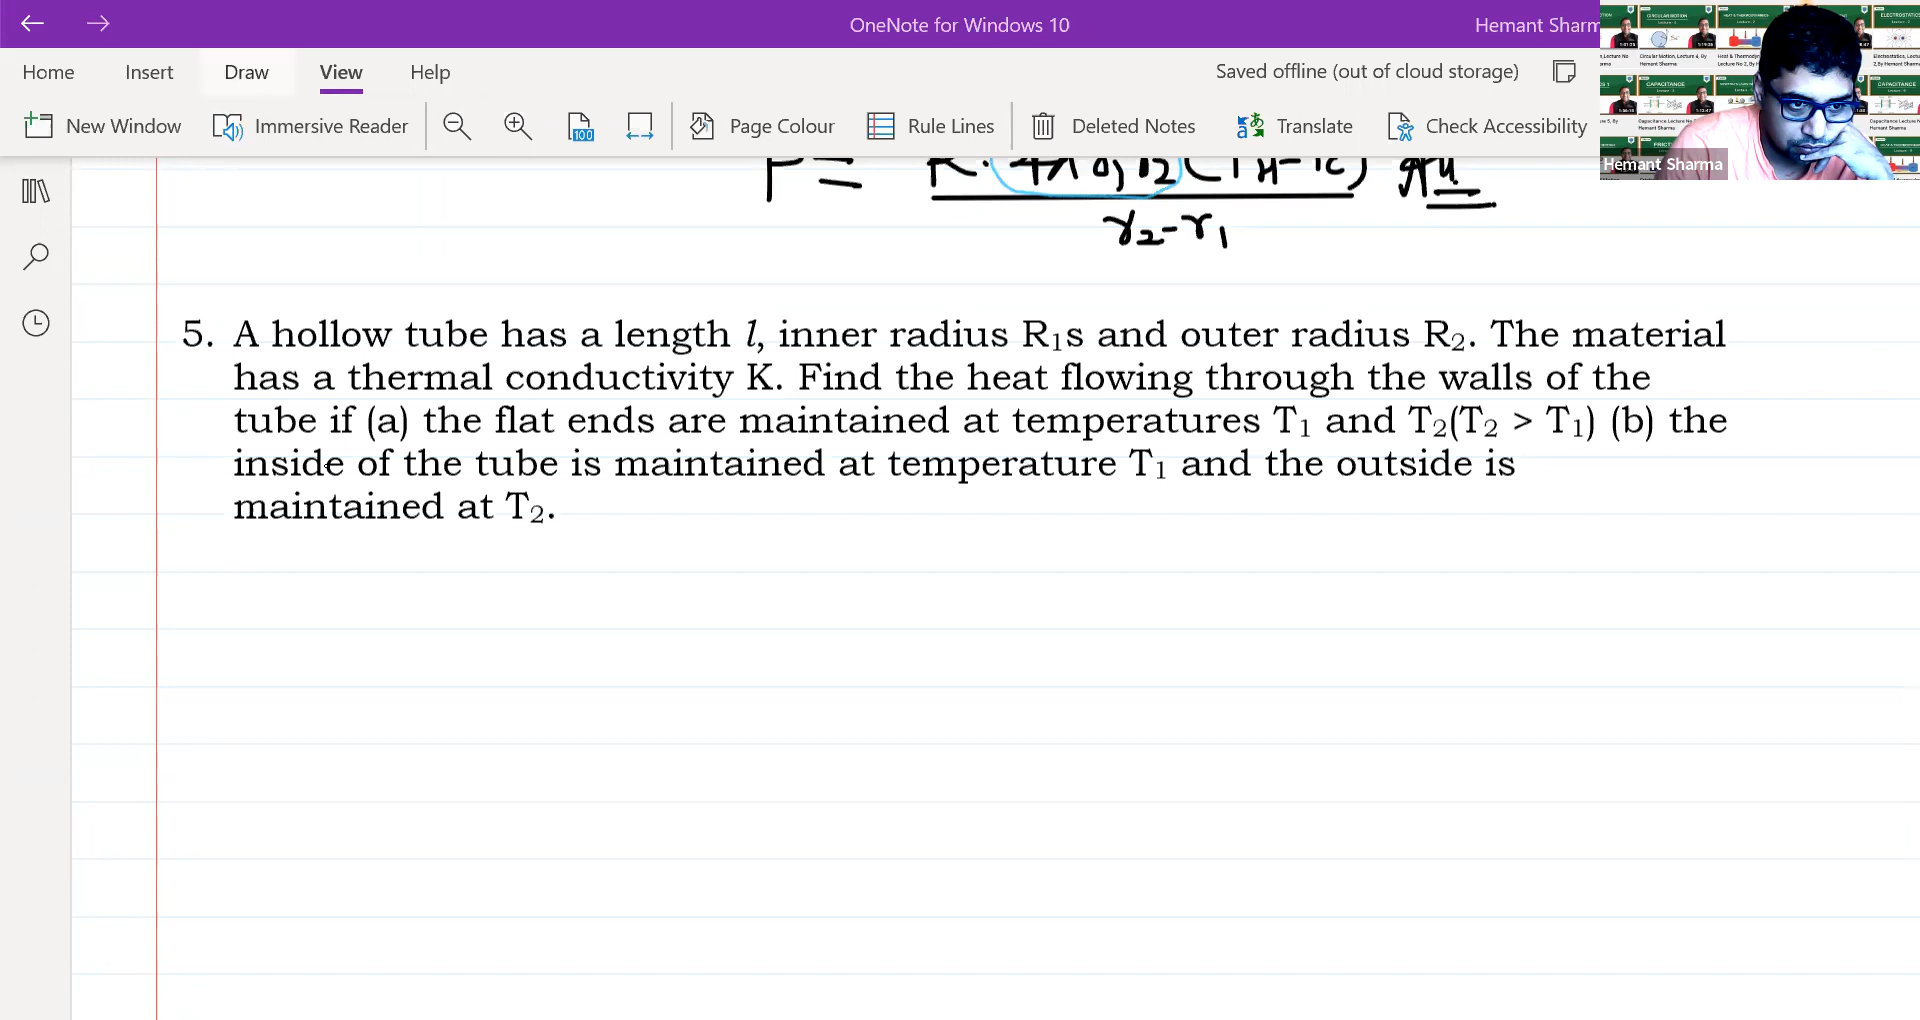 OneNote for Windows 10
Hemant Sharm
Home Insert Draw View Help
Saved offline (out of cloud storage)
New Window Immersive Reader 100 Page Colour Rule Lines Deleted Notes Translate Check Accessibility
Hemant Sharma
r₂-r₁
5. A hollow tube has a length l, inner radius R₁s and outer radius R₂. The material
has a thermal conductivity K. Find the heat flowing through the walls of the
tube if (a) the flat ends are maintained at temperatures T₁ and T₂(T₂ > T₁) (b) the
inside of the tube is maintained at temperature T₁ and the outside is
maintained at T₂.